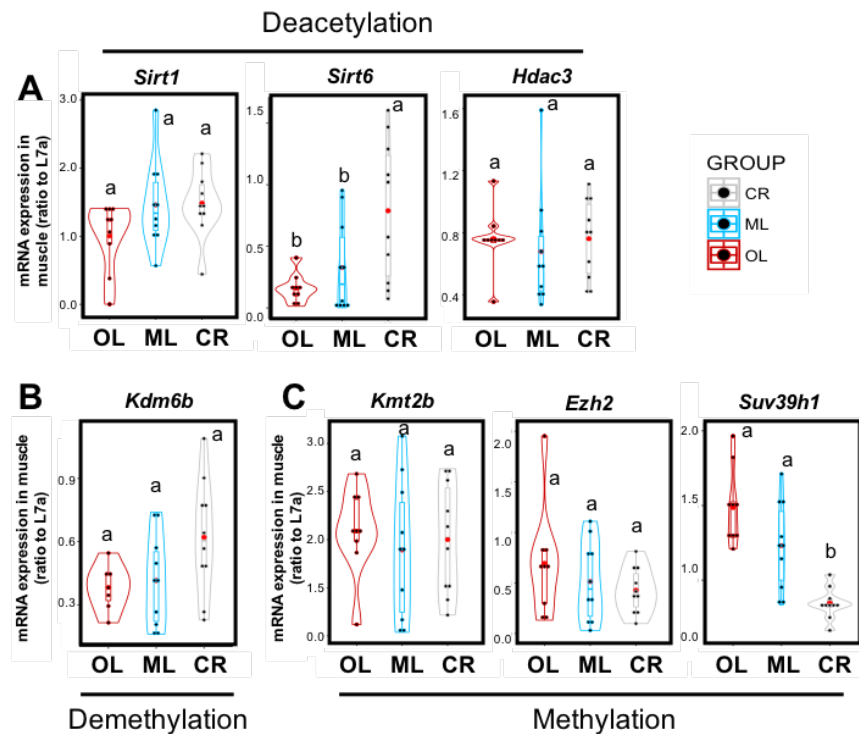 Deacetylation
A
Sirt1
Sirt6
Hdac3
mRNA expression in
muscle (ratio to L7a)
3.0
2.0
1.0
0.0
a
a
a
1.5
1.0
0.5
0.0
b
b
a
1.6
1.2
0.8
0.4
a
a
a
OL ML CR
OL ML CR
OL ML CR
GROUP
CR
ML
OL
B
Kdm6b
mRNA expression in muscle
(ratio to L7a)
0.9
0.6
0.3
a
a
a
OL ML CR
Demethylation
C
Kmt2b
Ezh2
Suv39h1
mRNA expression in muscle
(ratio to L7a)
3.0
2.5
2.0
1.5
1.0
0.0
a
a
a
2.0
1.5
1.0
0.5
0.0
a
a
a
2.0
1.5
1.0
0.0
a
a
b
OL ML CR
OL ML CR
OL ML CR
Methylation